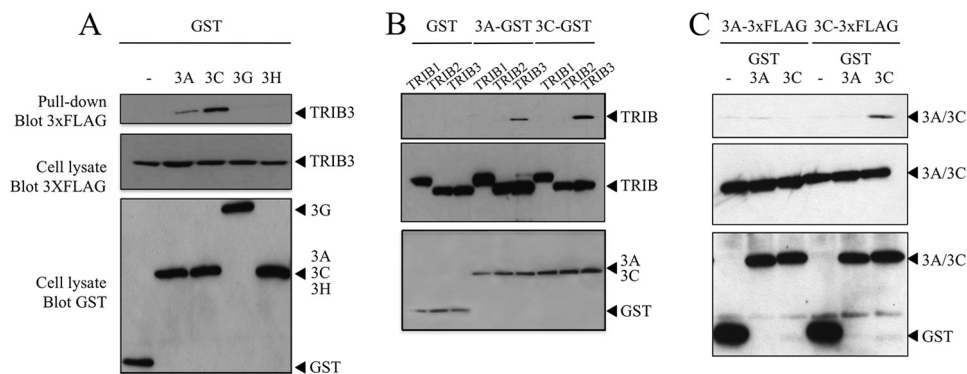 A
GST
- 3A 3C 3G 3H
Pull-down
Blot 3xFLAG
TRIB3
Cell lysate
Blot 3XFLAG
TRIB3
3G
3A
3C
3H
Cell lysate
Blot GST
GST
B
GST 3A-GST 3C-GST
TRIB1 TRIB2 TRIB3 TRIB1 TRIB2 TRIB3 TRIB1 TRIB2 TRIB3
TRIB
TRIB
3A
3C
GST
C
3A-3xFLAG 3C-3xFLAG
GST GST
- 3A 3C - 3A 3C
3A/3C
3A/3C
3A/3C
GST